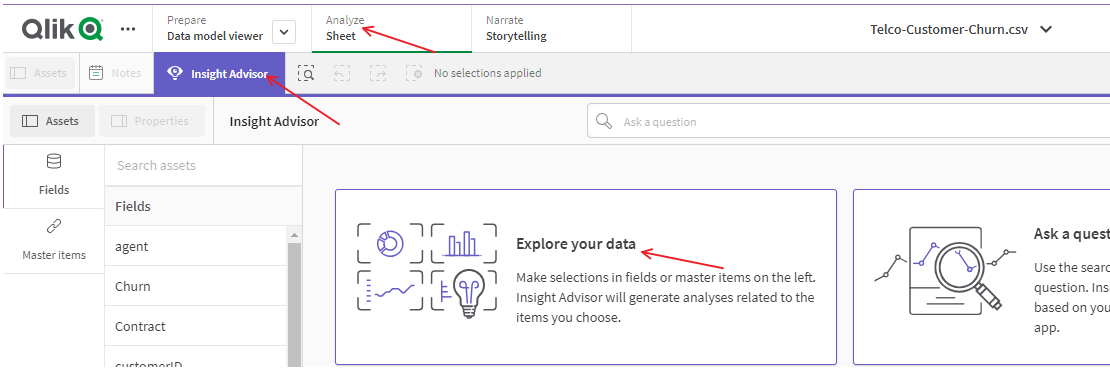 Qlik
Prepare
Data model viewer
Analyze
Sheet
Narrate
Storytelling
Telco-Customer-Churn.csv
Assets
Notes
Insight Advisor
No selections applied
Assets
Properties
Insight Advisor
Ask a question
Fields
Master items
Search assets
Fields
agent
Churn
Contract
customerID
Explore your data
Make selections in fields or master items on the left.
Insight Advisor will generate analyses related to the
items you choose.
Ask a quest
Use the searc
question. Insi
based on you
app.